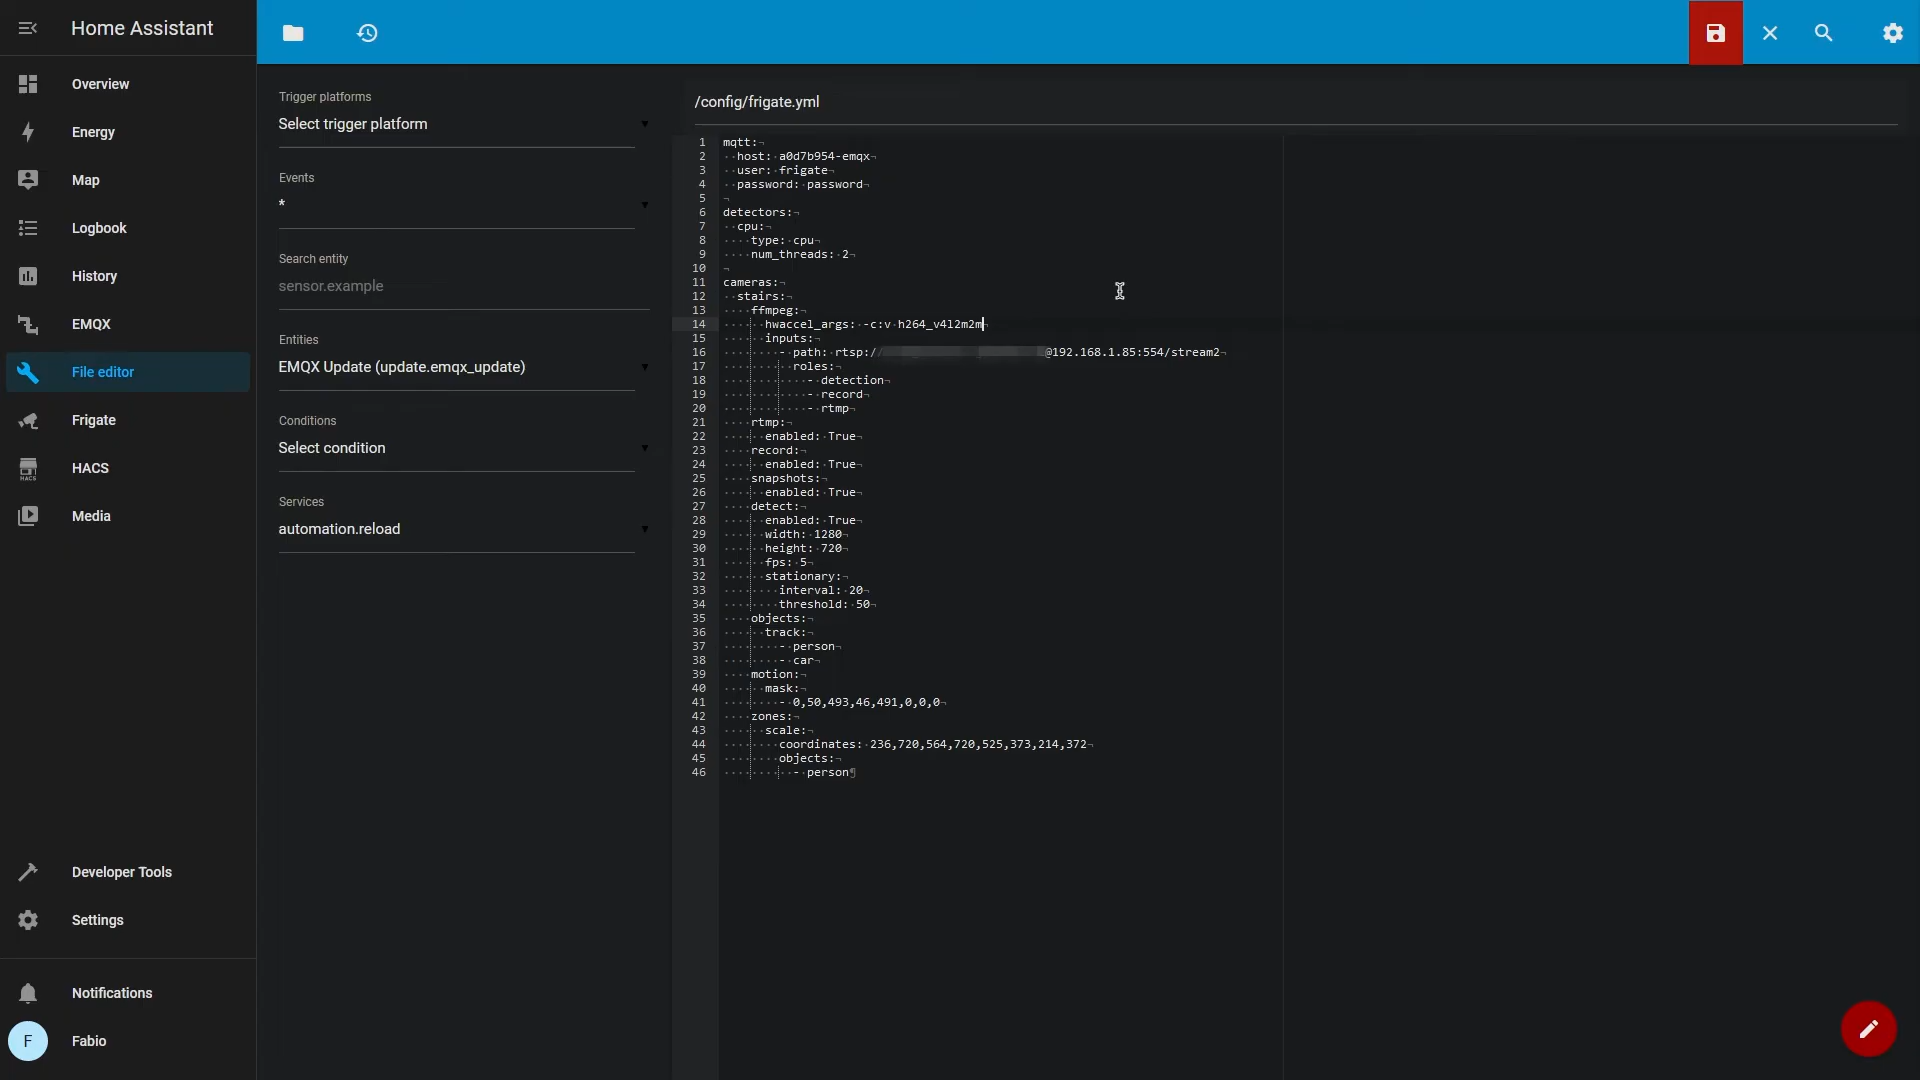 Home Assistant
Overview
Energy
Map
Logbook
History
EMQX
File editor
Frigate
HACS
HACS
Media
Developer Tools
Settings
Notifications
F
Fabio
Trigger platforms
Select trigger platform
Events
*
Search entity
sensor.example
Entities
EMQX Update (update.emqx_update)
Conditions
Select condition
Services
automation.reload
/config/frigate.yml
1 mqtt:
2   host: a0d7b954-emqx
3   user: frigate
4   password: password
5
6 detectors:
7   cpu:
8     type: cpu
9     num_threads: 2
10
11 cameras:
12   stairs:
13     ffmpeg:
14       hwaccel_args: -c:v h264_v4l2m2m
15       inputs:
16         - path: rtsp://@192.168.1.85:554/stream2
17           roles:
18             - detection
19             - record
20             - rtmp
21     rtmp:
22       enabled: True
23     record:
24       enabled: True
25     snapshots:
26       enabled: True
27     detect:
28       enabled: True
29       width: 1280
30       height: 720
31       fps: 5
32       stationary:
33         interval: 20
34         threshold: 50
35     objects:
36       track:
37         - person
38         - car
39     motion:
40       mask:
41         - 0,50,493,46,491,0,0,0
42     zones:
43       scale:
44         coordinates: 236,720,564,720,525,373,214,372
45         objects:
46           - person